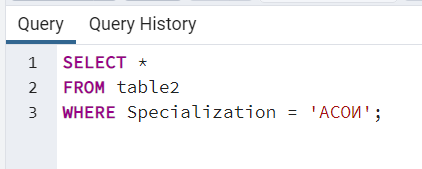 Query Query History
1 SELECT *
2 FROM table2
3 WHERE Specialization = 'АСОИ';